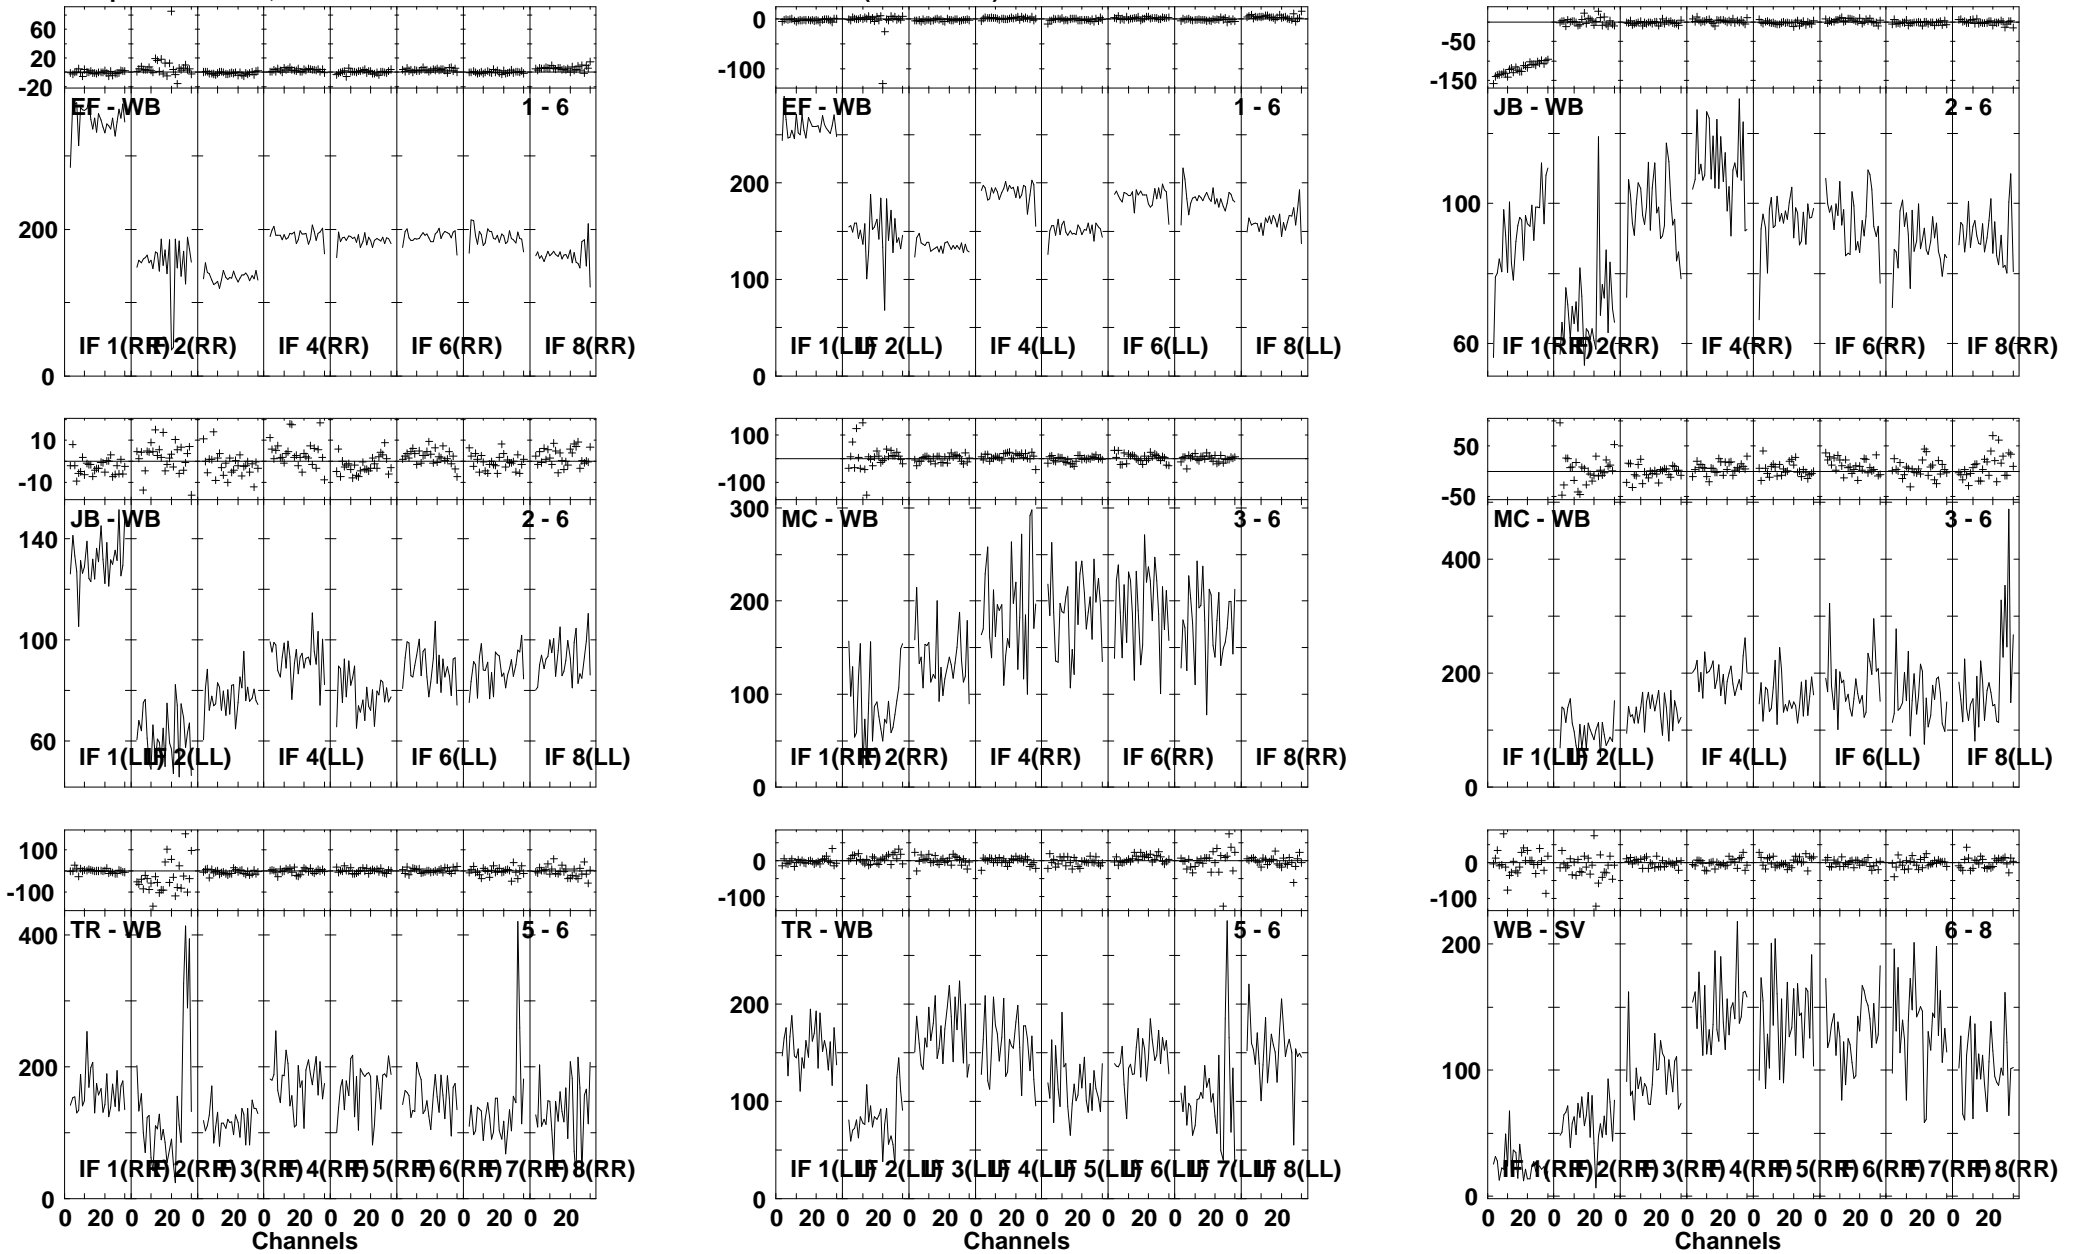 60
20
-20
EF - WB 1 - 6
200
0
IF 1(RR) IF 2(RR) IF 4(RR) IF 6(RR) IF 8(RR)
0
-100
EF - WB 1 - 6
200
100
0
IF 1(LL) IF 2(LL) IF 4(LL) IF 6(LL) IF 8(LL)
-50
-150
JB - WB 2 - 6
100
60
IF 1(RR) IF 2(RR) IF 4(RR) IF 6(RR) IF 8(RR)
10
-10
JB - WB 2 - 6
140
100
60
IF 1(LL) IF 2(LL) IF 4(LL) IF 6(LL) IF 8(LL)
100
-100
300
MC - WB 3 - 6
200
100
0
IF 1(RR) IF 2(RR) IF 4(RR) IF 6(RR) IF 8(RR)
50
-50
MC - WB 3 - 6
400
200
0
IF 1(LL) IF 2(LL) IF 4(LL) IF 6(LL) IF 8(LL)
100
-100
TR - WB 5 - 6
400
200
0
IF 1(RR) IF 2(RR) IF 3(RR) IF 4(RR) IF 5(RR) IF 6(RR) IF 7(RR) IF 8(RR)
0 20 0 20 0 20 0 20 0 20 0 20 0 20 0 20
Channels
0
-100
TR - WB 5 - 6
200
100
0
IF 1(LL) IF 2(LL) IF 3(LL) IF 4(LL) IF 5(LL) IF 6(LL) IF 7(LL) IF 8(LL)
0 20 0 20 0 20 0 20 0 20 0 20 0 20 0 20
Channels
0
-100
WB - SV 6 - 8
200
100
0
IF 1(RR) IF 2(RR) IF 3(RR) IF 4(RR) IF 5(RR) IF 6(RR) IF 7(RR) IF 8(RR)
0 20 0 20 0 20 0 20 0 20 0 20 0 20 0 20
Channels